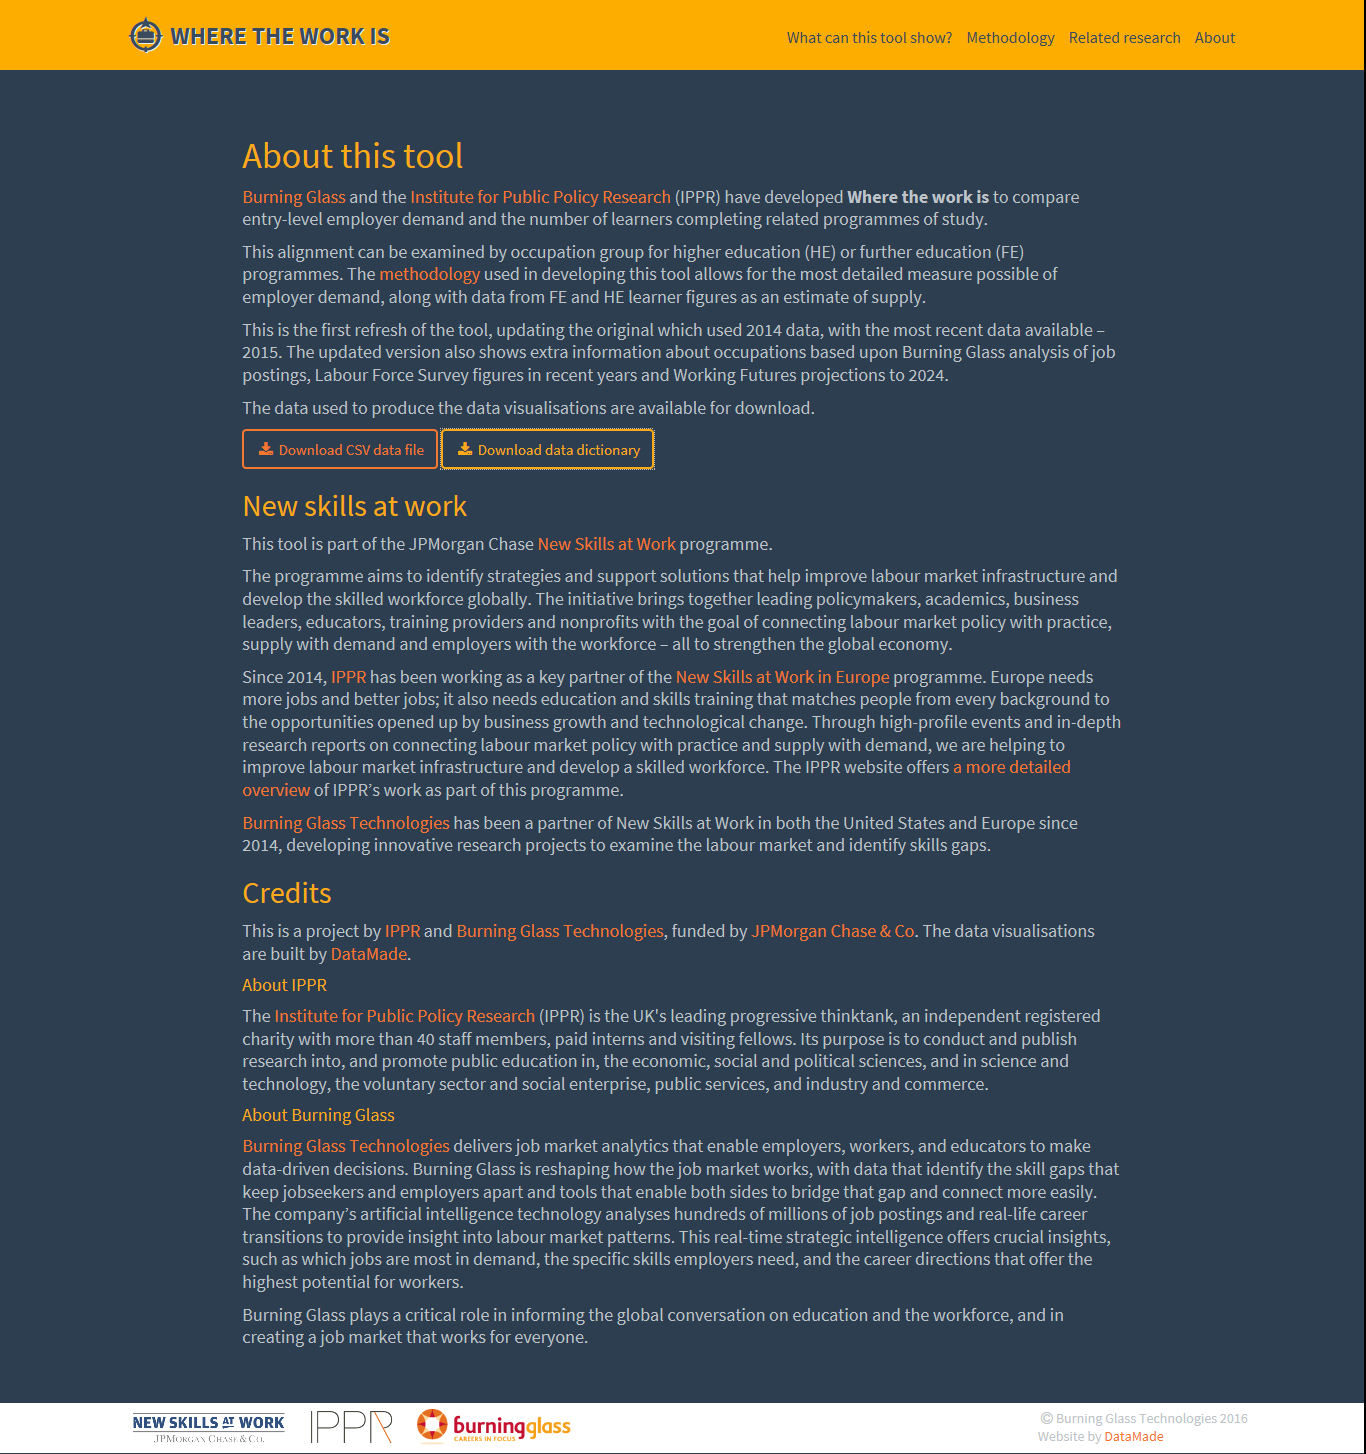 WHERE THE WORK IS
What can this tool show? Methodology Related research About
About this tool
Burning Glass and the Institute for Public Policy Research (IPPR) have developed Where the work is to compare
entry-level employer demand and the number of learners completing related programmes of study.
This alignment can be examined by occupation group for higher education (HE) or further education (FE)
programmes. The methodology used in developing this tool allows for the most detailed measure possible of
employer demand, along with data from FE and HE learner figures as an estimate of supply.
This is the first refresh of the tool, updating the original which used 2014 data, with the most recent data available –
2015. The updated version also shows extra information about occupations based upon Burning Glass analysis of job
postings, Labour Force Survey figures in recent years and Working Futures projections to 2024.
The data used to produce the data visualisations are available for download.
Download CSV data file Download data dictionary
New skills at work
This tool is part of the JPMorgan Chase New Skills at Work programme.
The programme aims to identify strategies and support solutions that help improve labour market infrastructure and
develop the skilled workforce globally. The initiative brings together leading policymakers, academics, business
leaders, educators, training providers and nonprofits with the goal of connecting labour market policy with practice,
supply with demand and employers with the workforce – all to strengthen the global economy.
Since 2014, IPPR has been working as a key partner of the New Skills at Work in Europe programme. Europe needs
more jobs and better jobs; it also needs education and skills training that matches people from every background to
the opportunities opened up by business growth and technological change. Through high-profile events and in-depth
research reports on connecting labour market policy with practice and supply with demand, we are helping to
improve labour market infrastructure and develop a skilled workforce. The IPPR website offers a more detailed
overview of IPPR’s work as part of this programme.
Burning Glass Technologies has been a partner of New Skills at Work in both the United States and Europe since
2014, developing innovative research projects to examine the labour market and identify skills gaps.
Credits
This is a project by IPPR and Burning Glass Technologies, funded by JPMorgan Chase & Co. The data visualisations
are built by DataMade.
About IPPR
The Institute for Public Policy Research (IPPR) is the UK's leading progressive thinktank, an independent registered
charity with more than 40 staff members, paid interns and visiting fellows. Its purpose is to conduct and publish
research into, and promote public education in, the economic, social and political sciences, and in science and
technology, the voluntary sector and social enterprise, public services, and industry and commerce.
About Burning Glass
Burning Glass Technologies delivers job market analytics that enable employers, workers, and educators to make
data-driven decisions. Burning Glass is reshaping how the job market works, with data that identify the skill gaps that
keep jobseekers and employers apart and tools that enable both sides to bridge that gap and connect more easily.
The company’s artificial intelligence technology analyses hundreds of millions of job postings and real-life career
transitions to provide insight into labour market patterns. This real-time strategic intelligence offers crucial insights,
such as which jobs are most in demand, the specific skills employers need, and the career directions that offer the
highest potential for workers.
Burning Glass plays a critical role in informing the global conversation on education and the workforce, and in
creating a job market that works for everyone.
NEW SKILLS AT WORK
JPMORGAN CHASE & CO.
IPPR
burningglass
CAREERS IN FOCUS
© Burning Glass Technologies 2016
Website by DataMade